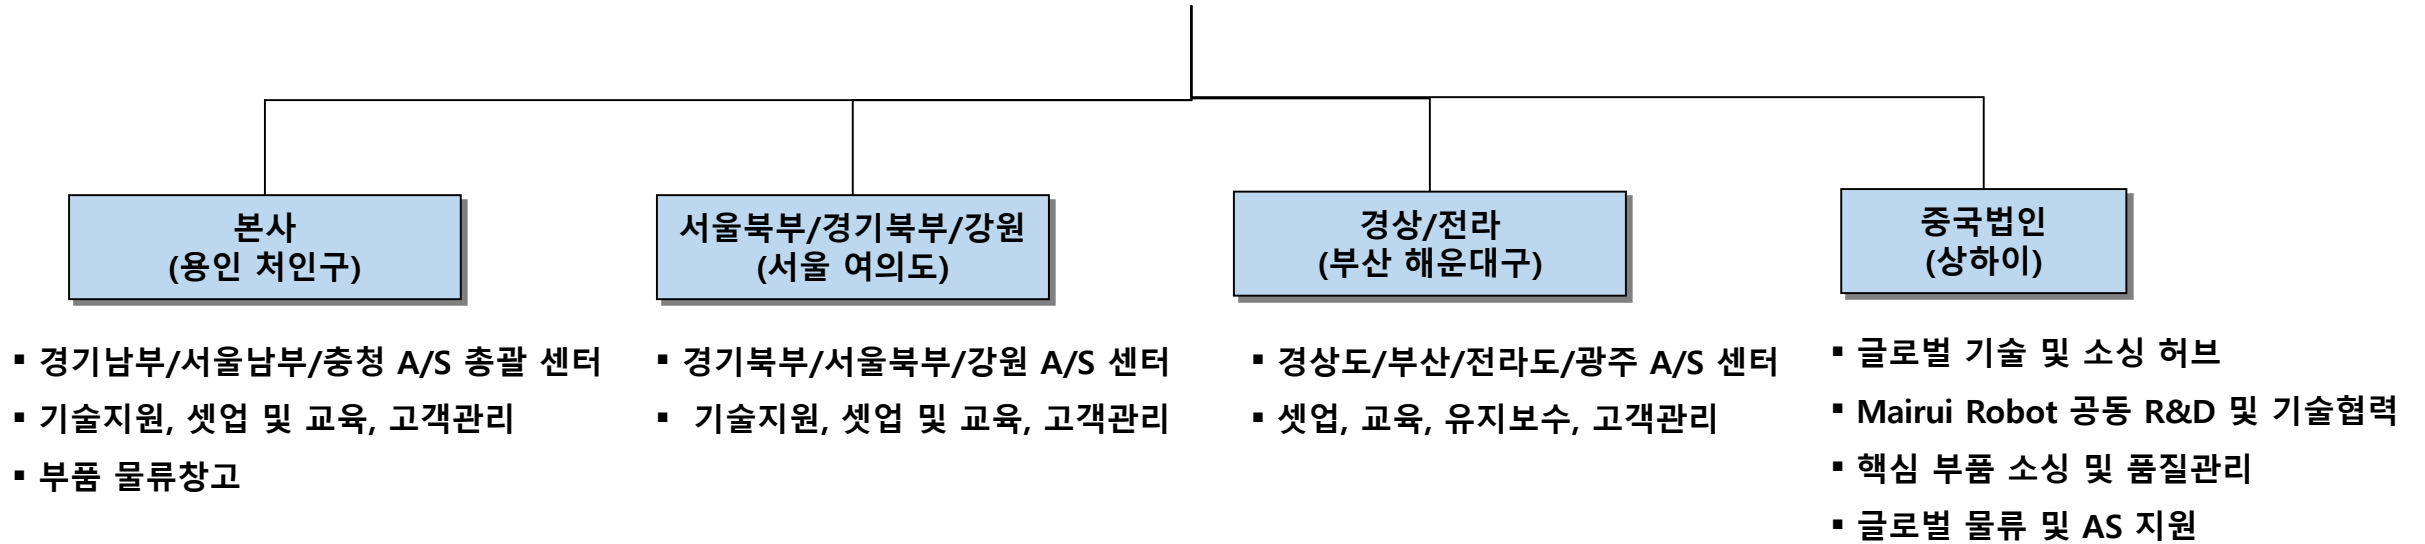 본사
(용인 처인구)
▪ 경기남부/서울남부/충청 A/S 총괄 센터
▪ 기술지원, 셋업 및 교육, 고객관리
▪ 부품 물류창고
서울북부/경기북부/강원
(서울 여의도)
▪ 경기북부/서울북부/강원 A/S 센터
▪ 기술지원, 셋업 및 교육, 고객관리
경상/전라
(부산 해운대구)
▪ 경상도/부산/전라도/광주 A/S 센터
▪ 셋업, 교육, 유지보수, 고객관리
중국법인
(상하이)
▪ 글로벌 기술 및 소싱 허브
▪ Mairui Robot 공동 R&D 및 기술협력
▪ 핵심 부품 소싱 및 품질관리
▪ 글로벌 물류 및 AS 지원